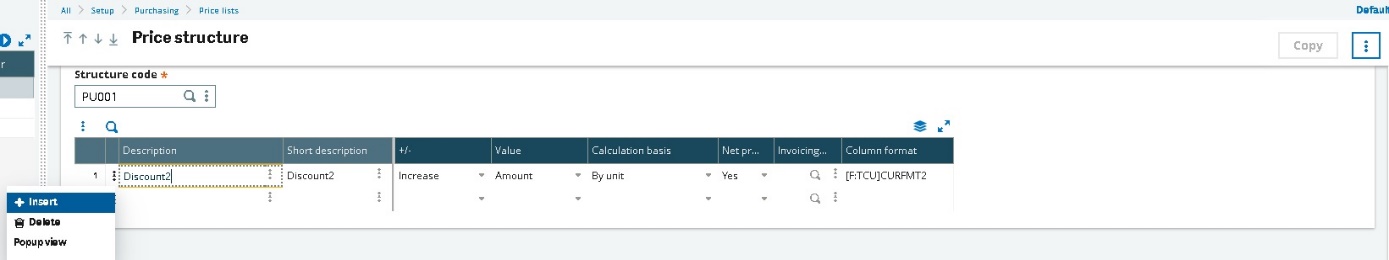 All > Setup > Purchasing > Price lists
Default
Price structure
Copy
r
Structure code *
PU001
Description Short description +/- Value Calculation basis Net pr... Invoicing... Column format
1 Discount2 Discount2 Increase Amount By unit Yes [F:TCU]CURFMT2
Insert
Delete
Popup view